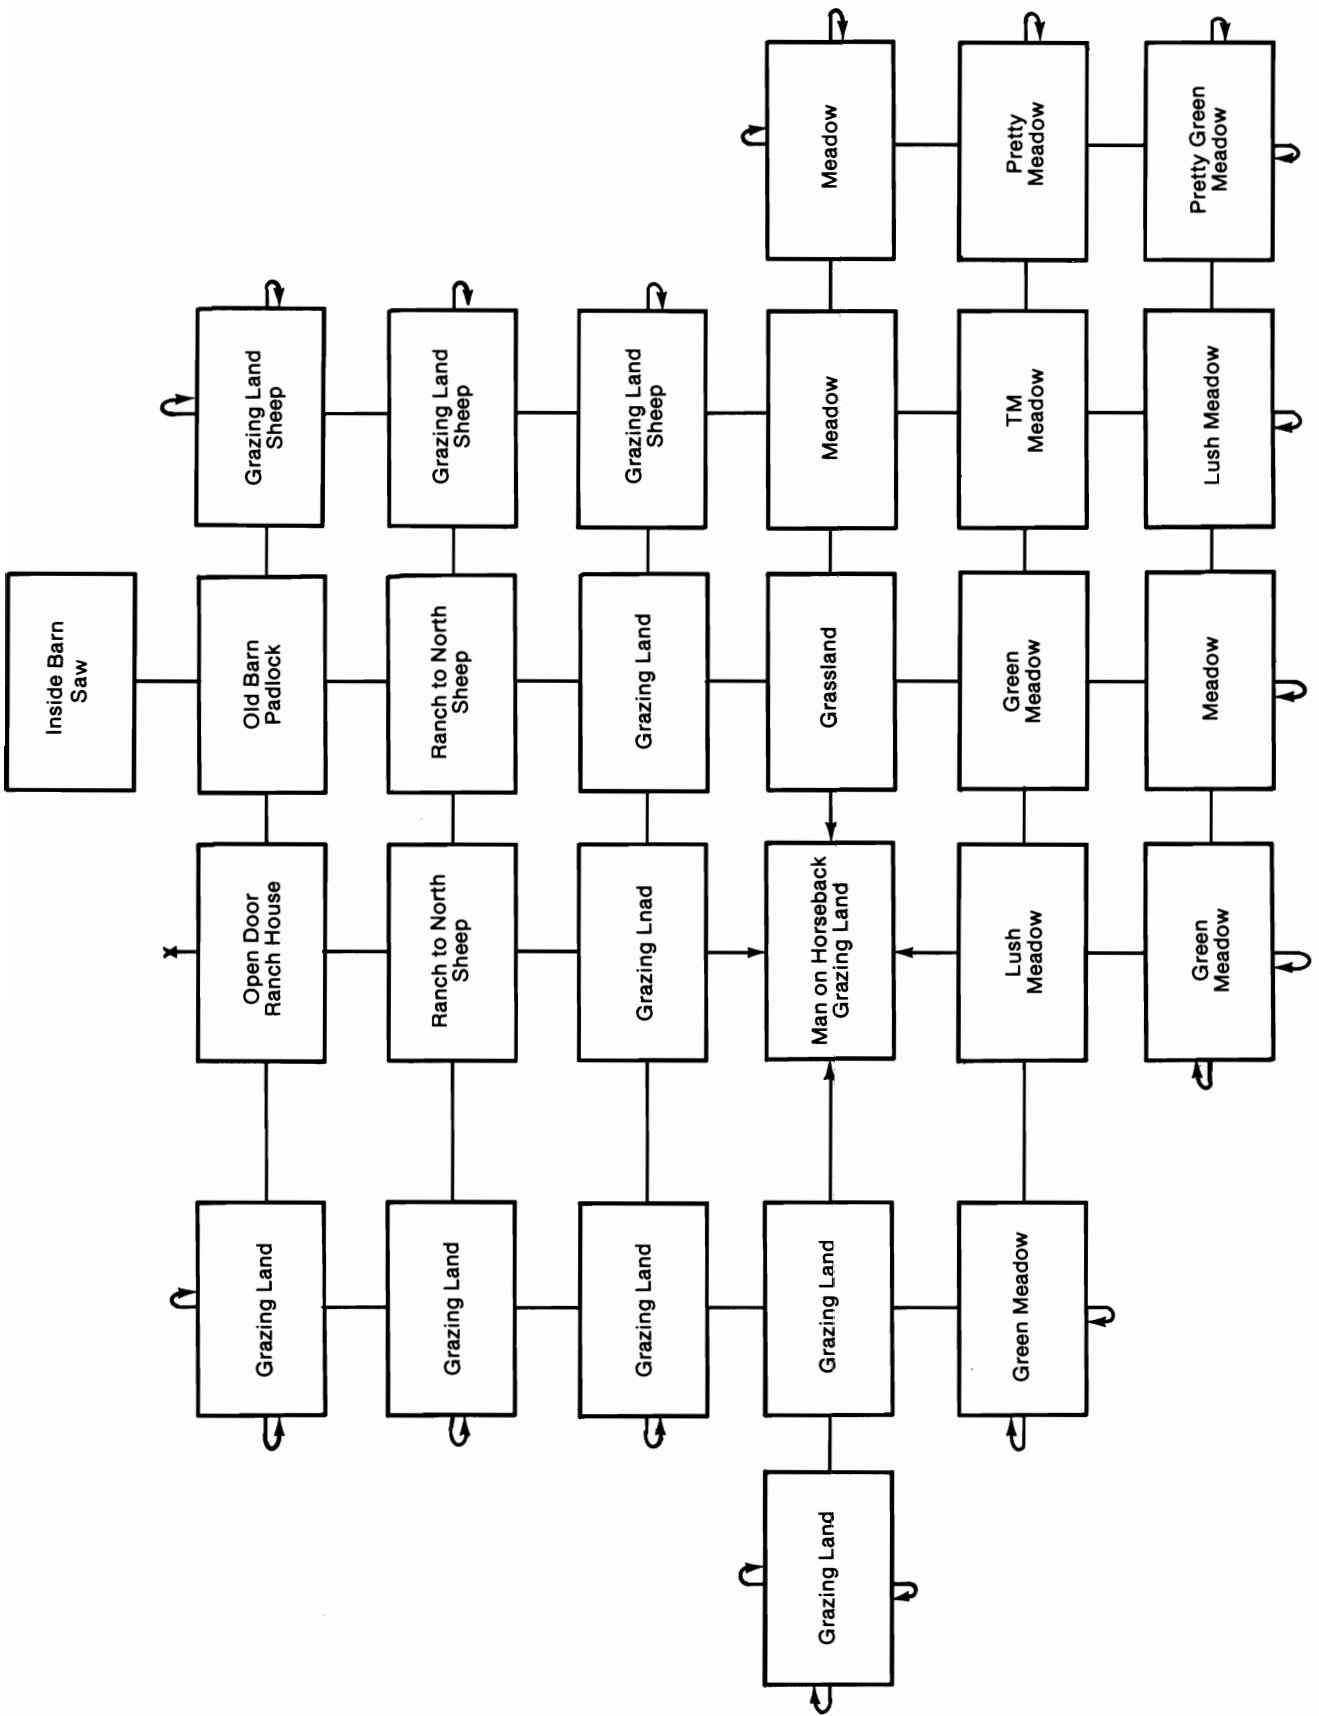 Inside Barn
Saw
Grazing Land
Open Door
Ranch House
Old Barn
Padlock
Grazing Land
Sheep
Grazing Land
Ranch to North
Sheep
Ranch to North
Sheep
Grazing Land
Sheep
Grazing Land
Grazing Lnad
Grazing Land
Grazing Land
Sheep
Grazing Land
Grazing Land
Man on Horseback
Grazing Land
Grassland
Meadow
Meadow
Green Meadow
Lush
Meadow
Green
Meadow
TM
Meadow
Pretty
Meadow
Green
Meadow
Meadow
Lush Meadow
Pretty Green
Meadow